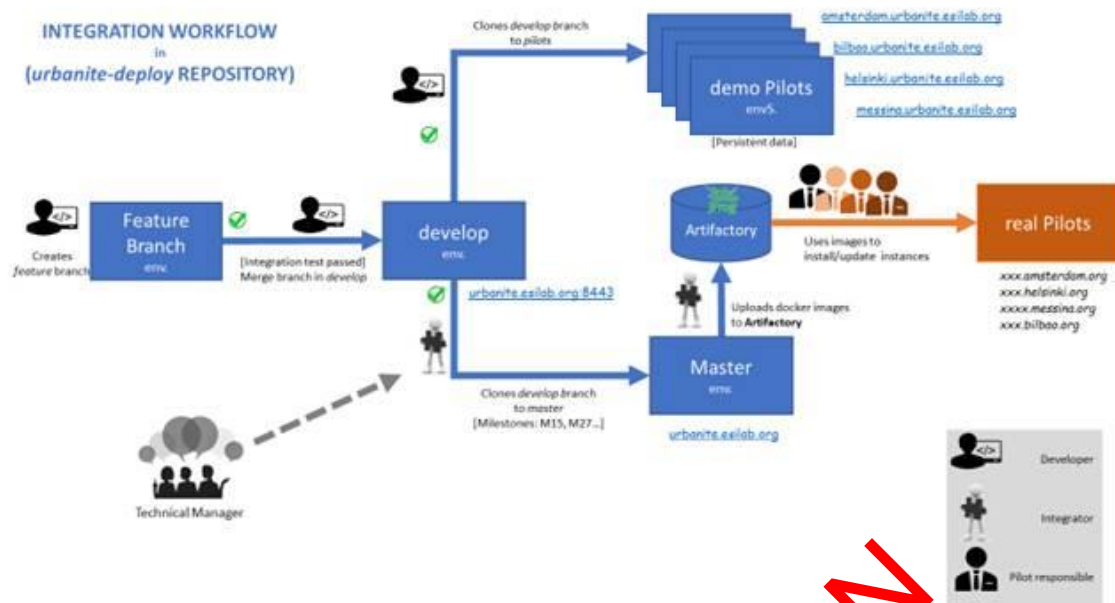 INTEGRATION WORKFLOW
in
(urbanite-deploy REPOSITORY)
Clones develop branch
to pilots
amsterdam.urbanite.esilab.org
bilbao.urbanite.esilab.org
helsinki.urbanite.esilab.org
messina.urbanite.esilab.org
demo Pilots
envS.
[Persistent data]
Creates
feature branch
Feature
Branch
env.
[Integration test passed]
Merge branch in develop
develop
env.
urbanite.esilab.org:8443
Artifactory
Uses images to
install/update instances
real Pilots
xxx.amsterdam.org
xxx.helsinki.org
xxxx.messina.org
xxx.bilbao.org
Uploads docker images
to Artifactory
Clones develop branch
to master
[Milestones: M15, M27...]
Master
env.
urbanite.esilab.org
Technical Manager
Developer
Integrator
Pilot responsible